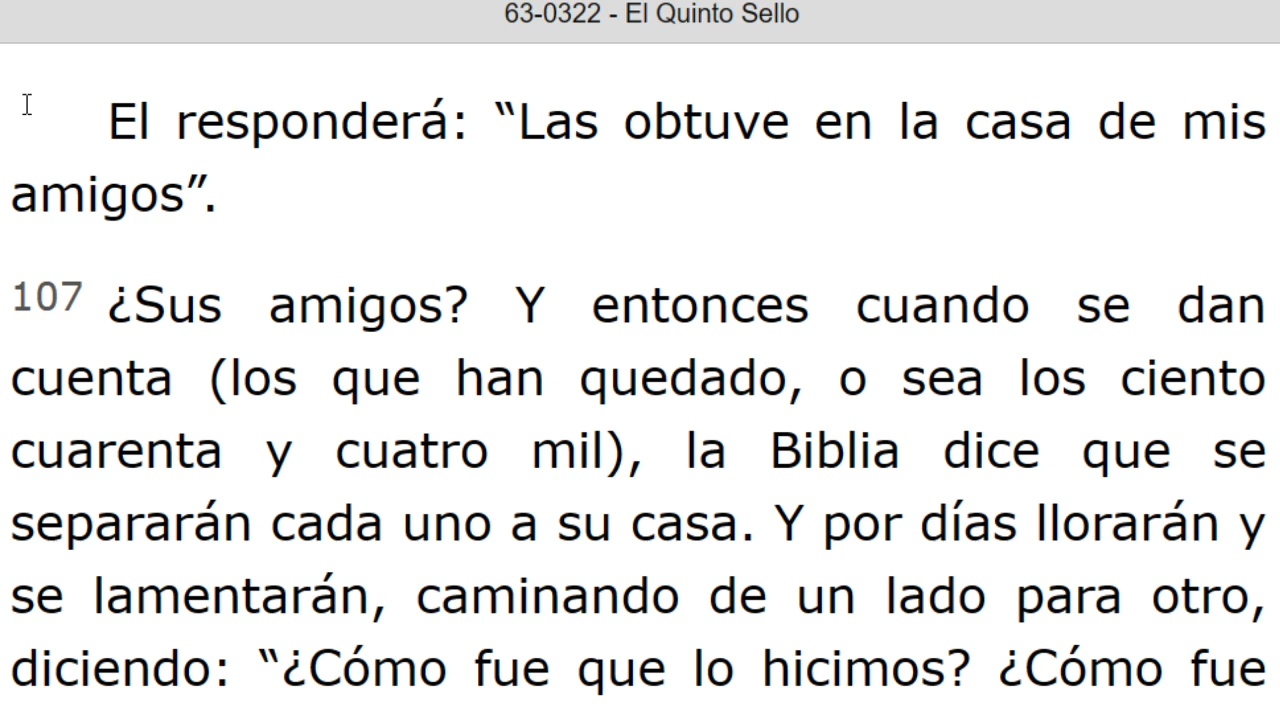 63-0322 - El Quinto Sello
El responderá: “Las obtuve en la casa de mis
amigos”.
107 ¿Sus amigos? Y entonces cuando se dan
cuenta (los que han quedado, o sea los ciento
cuarenta y cuatro mil), la Biblia dice que se
separarán cada uno a su casa. Y por días llorarán y
se lamentarán, caminando de un lado para otro,
diciendo: “¿Cómo fue que lo hicimos? ¿Cómo fue